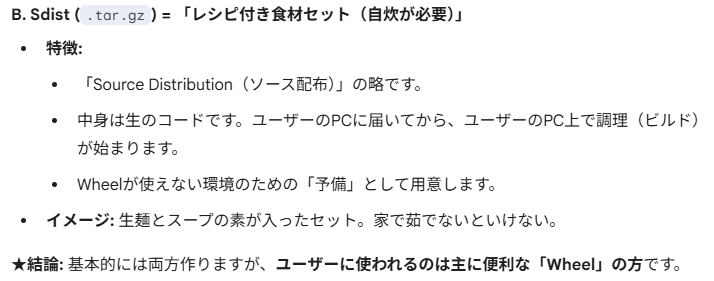 B. Sdist ( .tar.gz ) = 「レシピ付き食材セット（自炊が必要）」
• 特徴:
• 「Source Distribution（ソース配布）」の略です。
• 中身は生のコードです。ユーザーのPCに届いてから、ユーザーのPC上で調理（ビルド）
が始まります。
• Wheelが使えない環境のための「予備」として用意します。
• イメージ: 生麺とスープの素が入ったセット。家で茹でないといけない。
★結論: 基本的には両方作りますが、ユーザーに使われるのは主に便利な「Wheel」の方です。